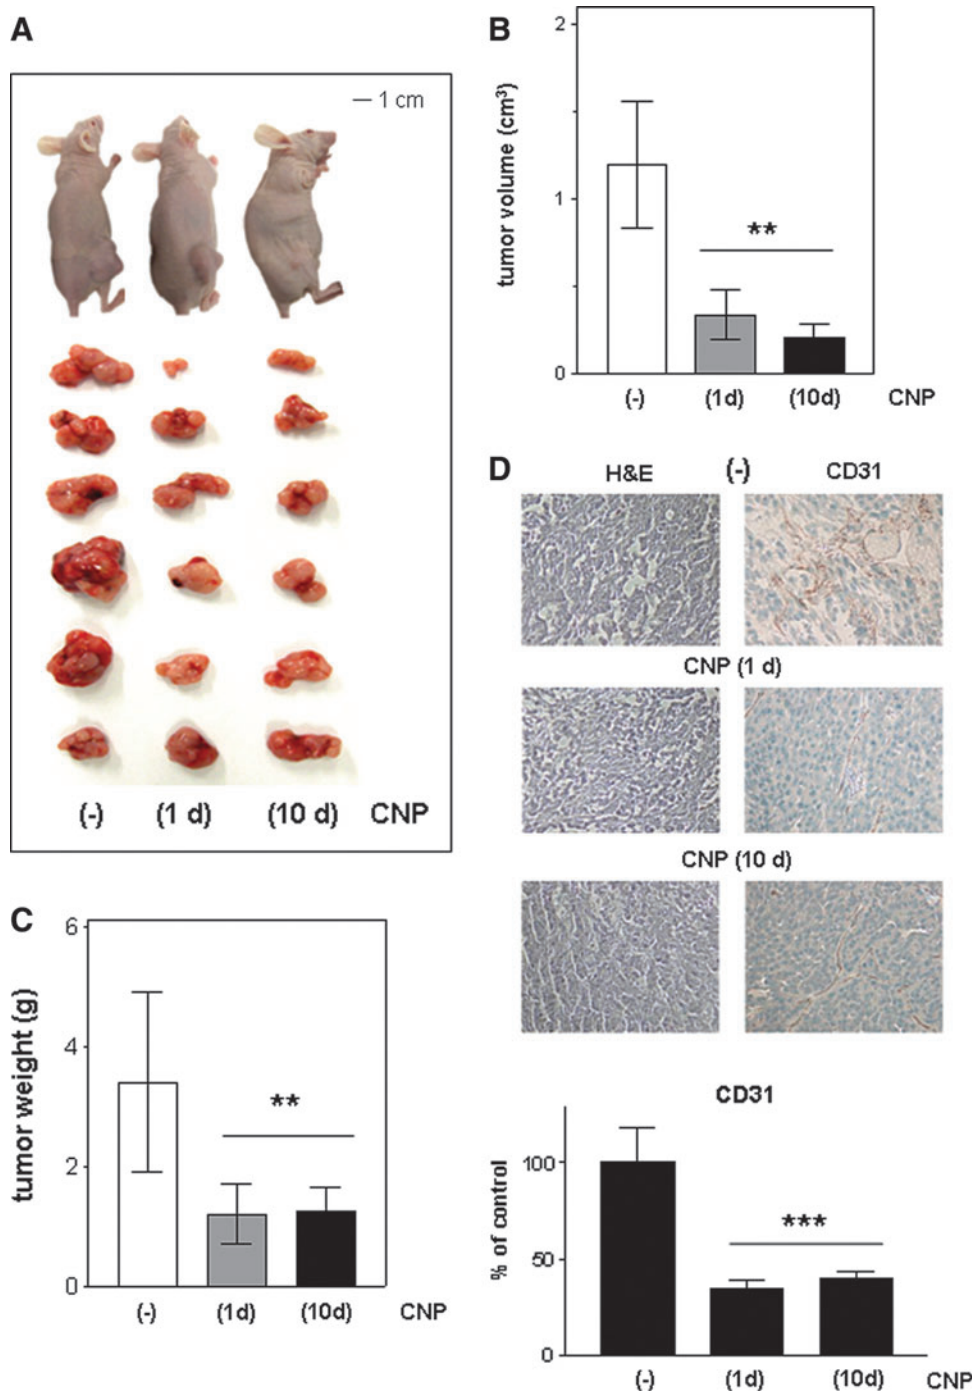 A
— 1 cm
(-) (1 d) (10 d) CNP
B
tumor volume (cm³)
2
1
0
**
(-) (1d) (10d) CNP
C
tumor weight (g)
6
4
2
0
**
(-) (1d) (10d) CNP
D
H&E (-) CD31
CNP (1 d)
CNP (10 d)
CD31
% of control
100
50
0
***
(-) (1d) (10d) CNP